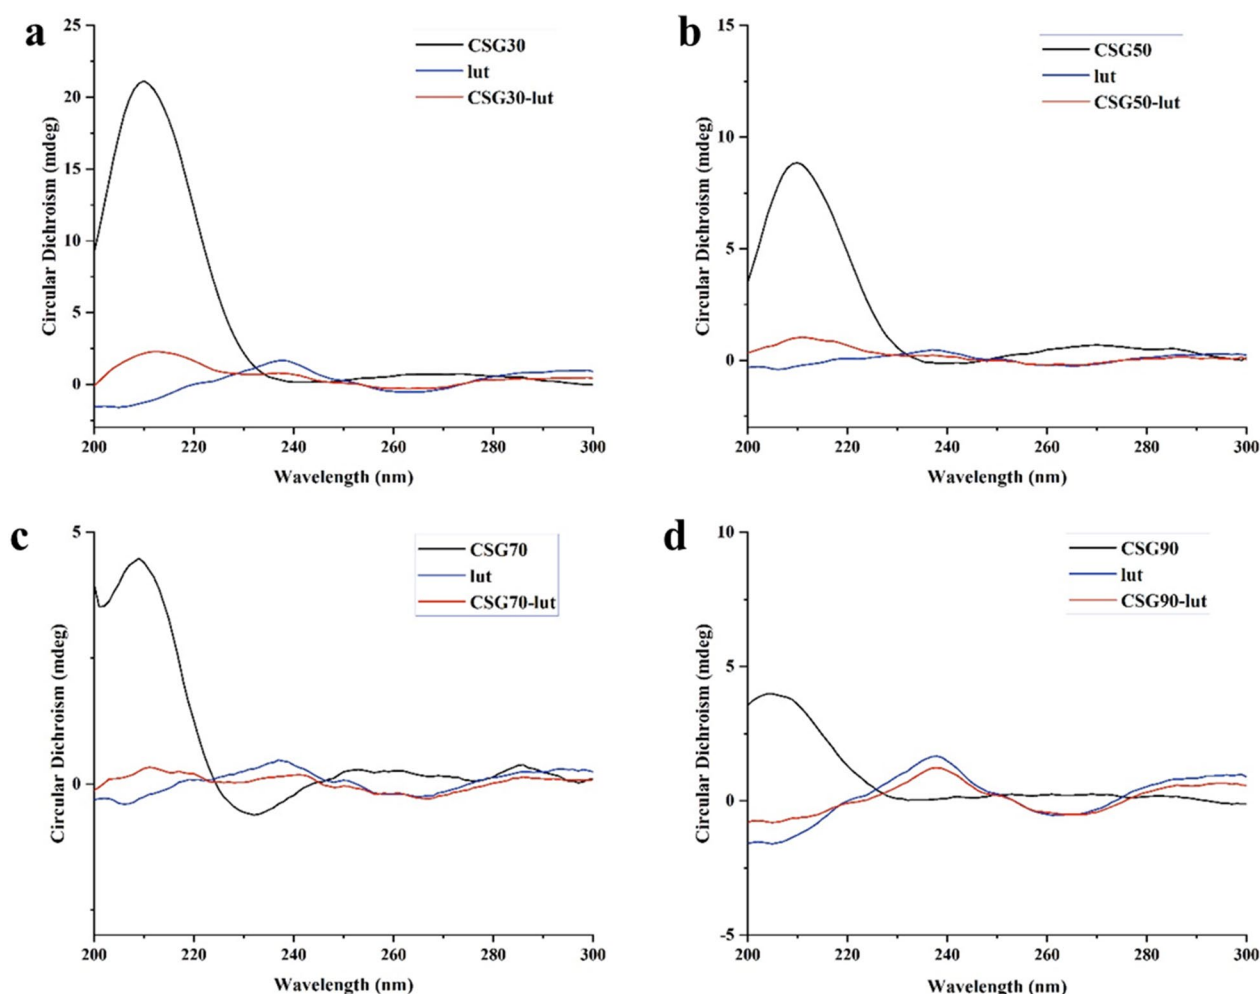 a
25
20
15
10
5
0
Circular Dichroism (mdeg)
CSG30
lut
CSG30-lut
200 220 240 260 280 300
Wavelength (nm)
b
15
10
5
0
Circular Dichroism (mdeg)
CSG50
lut
CSG50-lut
200 220 240 260 280 300
Wavelength (nm)
c
5
0
Circular Dichroism (mdeg)
CSG70
lut
CSG70-lut
200 220 240 260 280 300
Wavelength (nm)
d
10
5
0
-5
Circular Dichroism (mdeg)
CSG90
lut
CSG90-lut
200 220 240 260 280 300
Wavelength (nm)